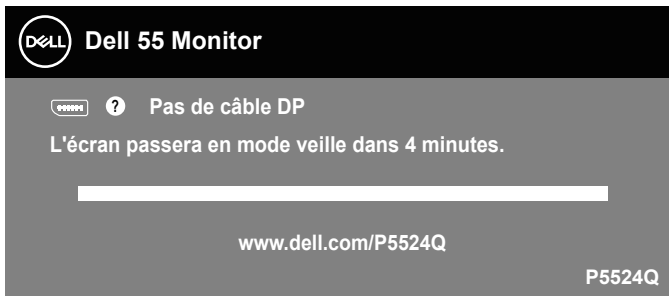 DELL Dell 55 Monitor
? Pas de câble DP
L'écran passera en mode veille dans 4 minutes.
www.dell.com/P5524Q
P5524Q